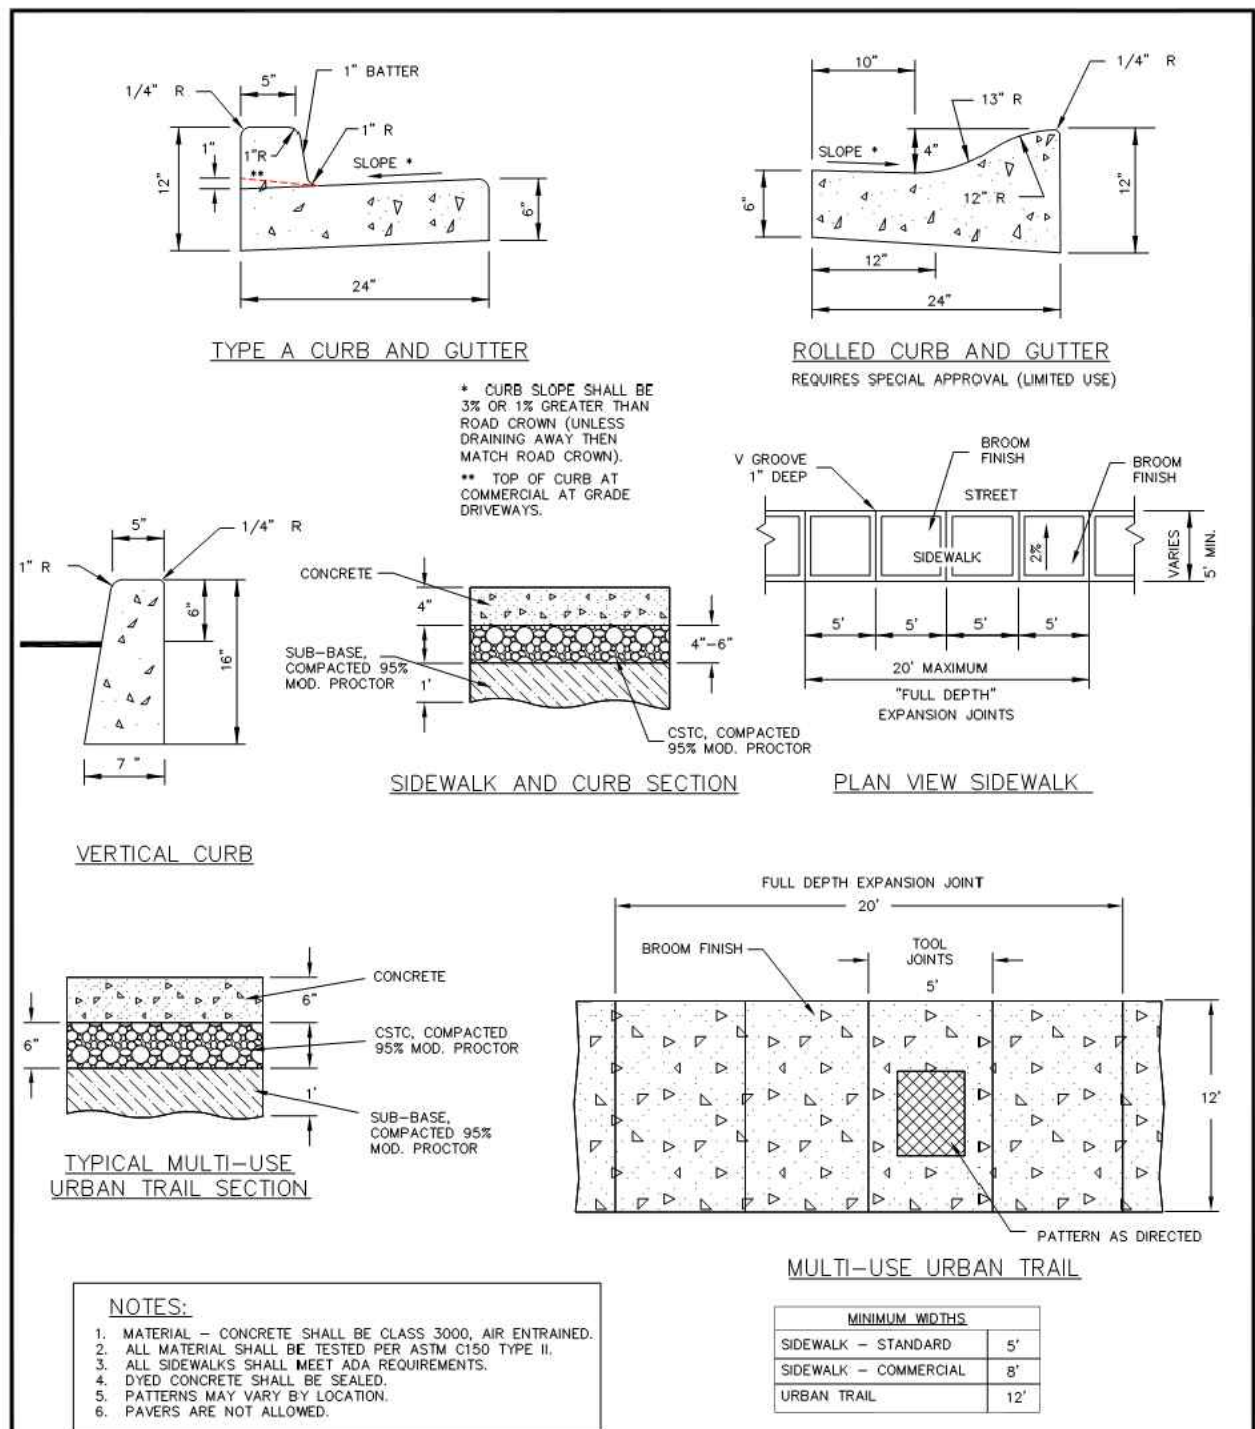 5"
1" BATTER
1/4" R
1" R
1"R
1"
12"
**
SLOPE *
6"
24"
TYPE A CURB AND GUTTER
10"
1/4" R
13" R
SLOPE *
4"
12" R
6"
12"
12"
24"
ROLLED CURB AND GUTTER
REQUIRES SPECIAL APPROVAL (LIMITED USE)
* CURB SLOPE SHALL BE
3% OR 1% GREATER THAN
ROAD CROWN (UNLESS
DRAINING AWAY THEN
MATCH ROAD CROWN).
** TOP OF CURB AT
COMMERCIAL AT GRADE
DRIVEWAYS.
5"
1/4" R
1" R
6"
16"
7 "
VERTICAL CURB
CONCRETE
4"
4"-6"
SUB-BASE,
COMPACTED 95%
MOD. PROCTOR
1'
CSTC, COMPACTED
95% MOD. PROCTOR
SIDEWALK AND CURB SECTION
V GROOVE
1" DEEP
BROOM
FINISH
BROOM
FINISH
STREET
SIDEWALK
2%
VARIES
5' MIN.
5'
5'
5'
5'
20' MAXIMUM
"FULL DEPTH"
EXPANSION JOINTS
PLAN VIEW SIDEWALK
CONCRETE
6"
6"
CSTC, COMPACTED
95% MOD. PROCTOR
1'
SUB-BASE,
COMPACTED 95%
MOD. PROCTOR
TYPICAL MULTI-USE
URBAN TRAIL SECTION
FULL DEPTH EXPANSION JOINT
20'
BROOM FINISH
TOOL
JOINTS
5'
12'
PATTERN AS DIRECTED
MULTI-USE URBAN TRAIL
NOTES:
1. MATERIAL - CONCRETE SHALL BE CLASS 3000, AIR ENTRAINED.
2. ALL MATERIAL SHALL BE TESTED PER ASTM C150 TYPE II.
3. ALL SIDEWALKS SHALL MEET ADA REQUIREMENTS.
4. DYED CONCRETE SHALL BE SEALED.
5. PATTERNS MAY VARY BY LOCATION.
6. PAVERS ARE NOT ALLOWED.
MINIMUM WIDTHS
SIDEWALK - STANDARD 5'
SIDEWALK - COMMERCIAL 8'
URBAN TRAIL 12'